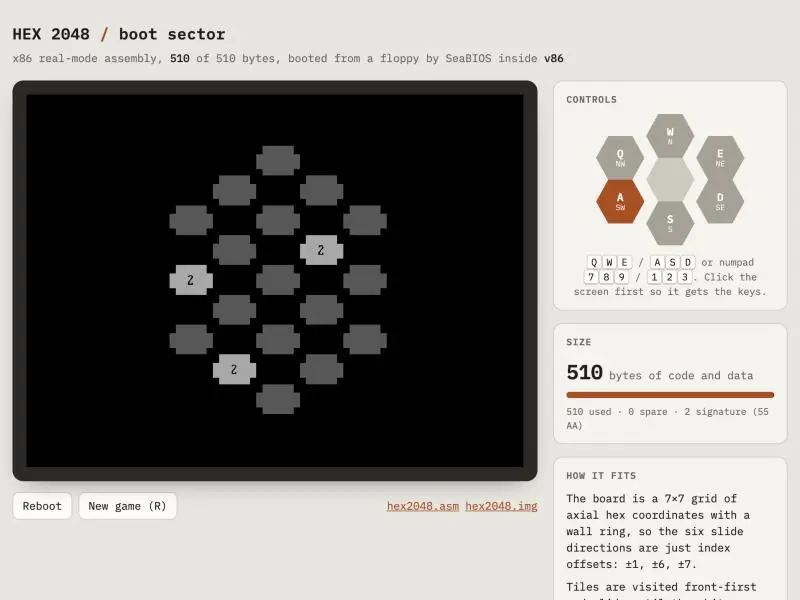 HEX 2048 / boot sector
x86 real-mode assembly, 510 of 510 bytes, booted from a floppy by SeaBIOS inside v86
2
2
2
Reboot
New game (R)
hex2048.asm hex2048.img
CONTROLS
W
N
Q
NW
E
NE
A
SW
D
SE
S
S
Q W E / A S D or numpad
7 8 9 / 1 2 3. Click the
screen first so it gets the keys.
SIZE
510 bytes of code and data
510 used · 0 spare · 2 signature (55
AA)
HOW IT FITS
The board is a 7×7 grid of
axial hex coordinates with a
wall ring, so the six slide
directions are just index
offsets: ±1, ±6, ±7.
Tiles are visited front-first